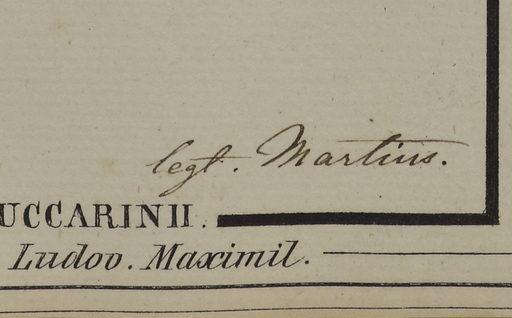 legt. Martius.
UCCARINII.
Ludov. Maximil.